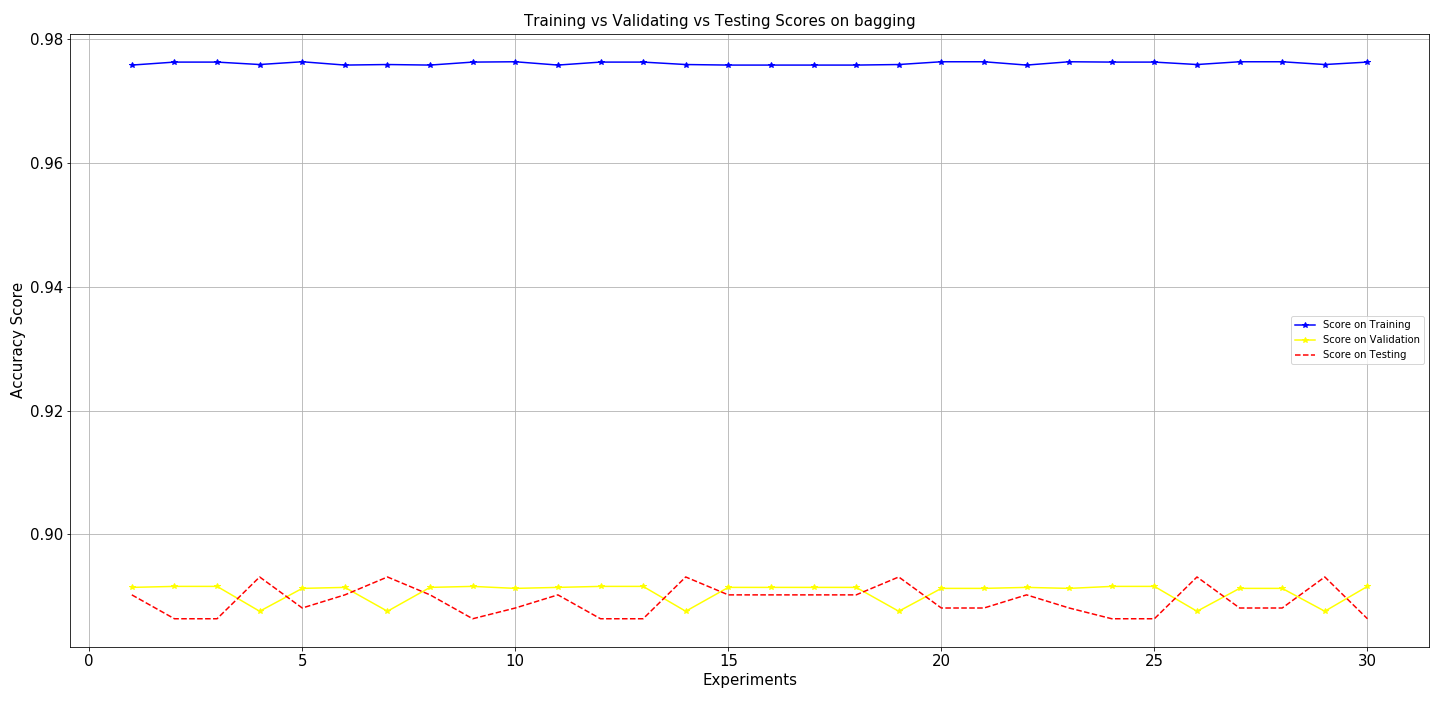 Training vs Validating vs Testing Scores on bagging
0.98
0.96
0.94
0.92
0.90
Accuracy Score
Score on Training
Score on Validation
Score on Testing
0 5 10 15 20 25 30
Experiments